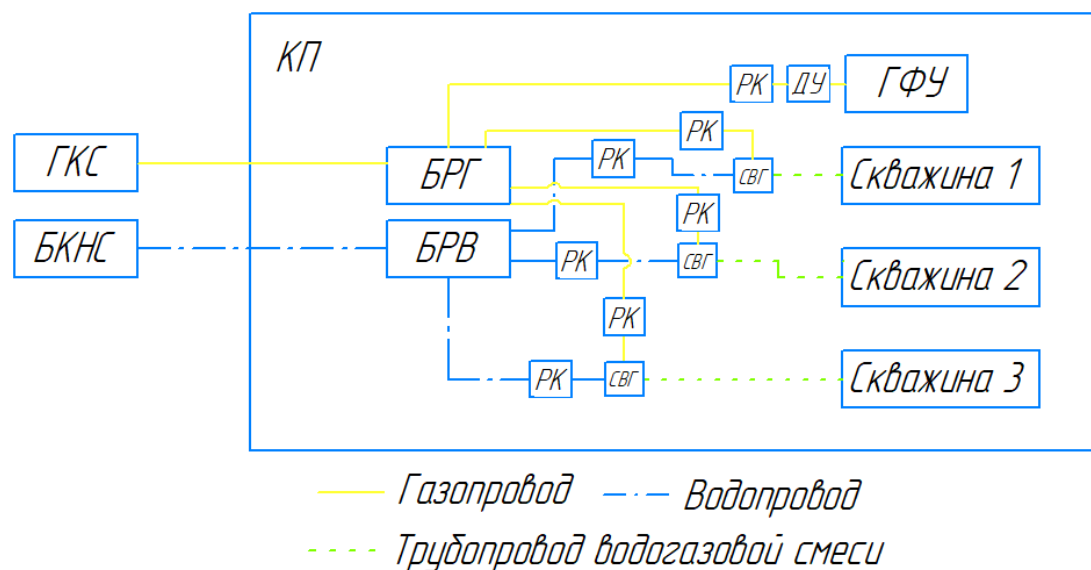 КП
РК ДУ ГФУ
РК
ГКС БРГ РК СВГ Скважина 1
РК
БКНС БРВ РК СВГ Скважина 2
РК
РК СВГ Скважина 3
Газопровод Водопровод
Трубопровод водогазовой смеси